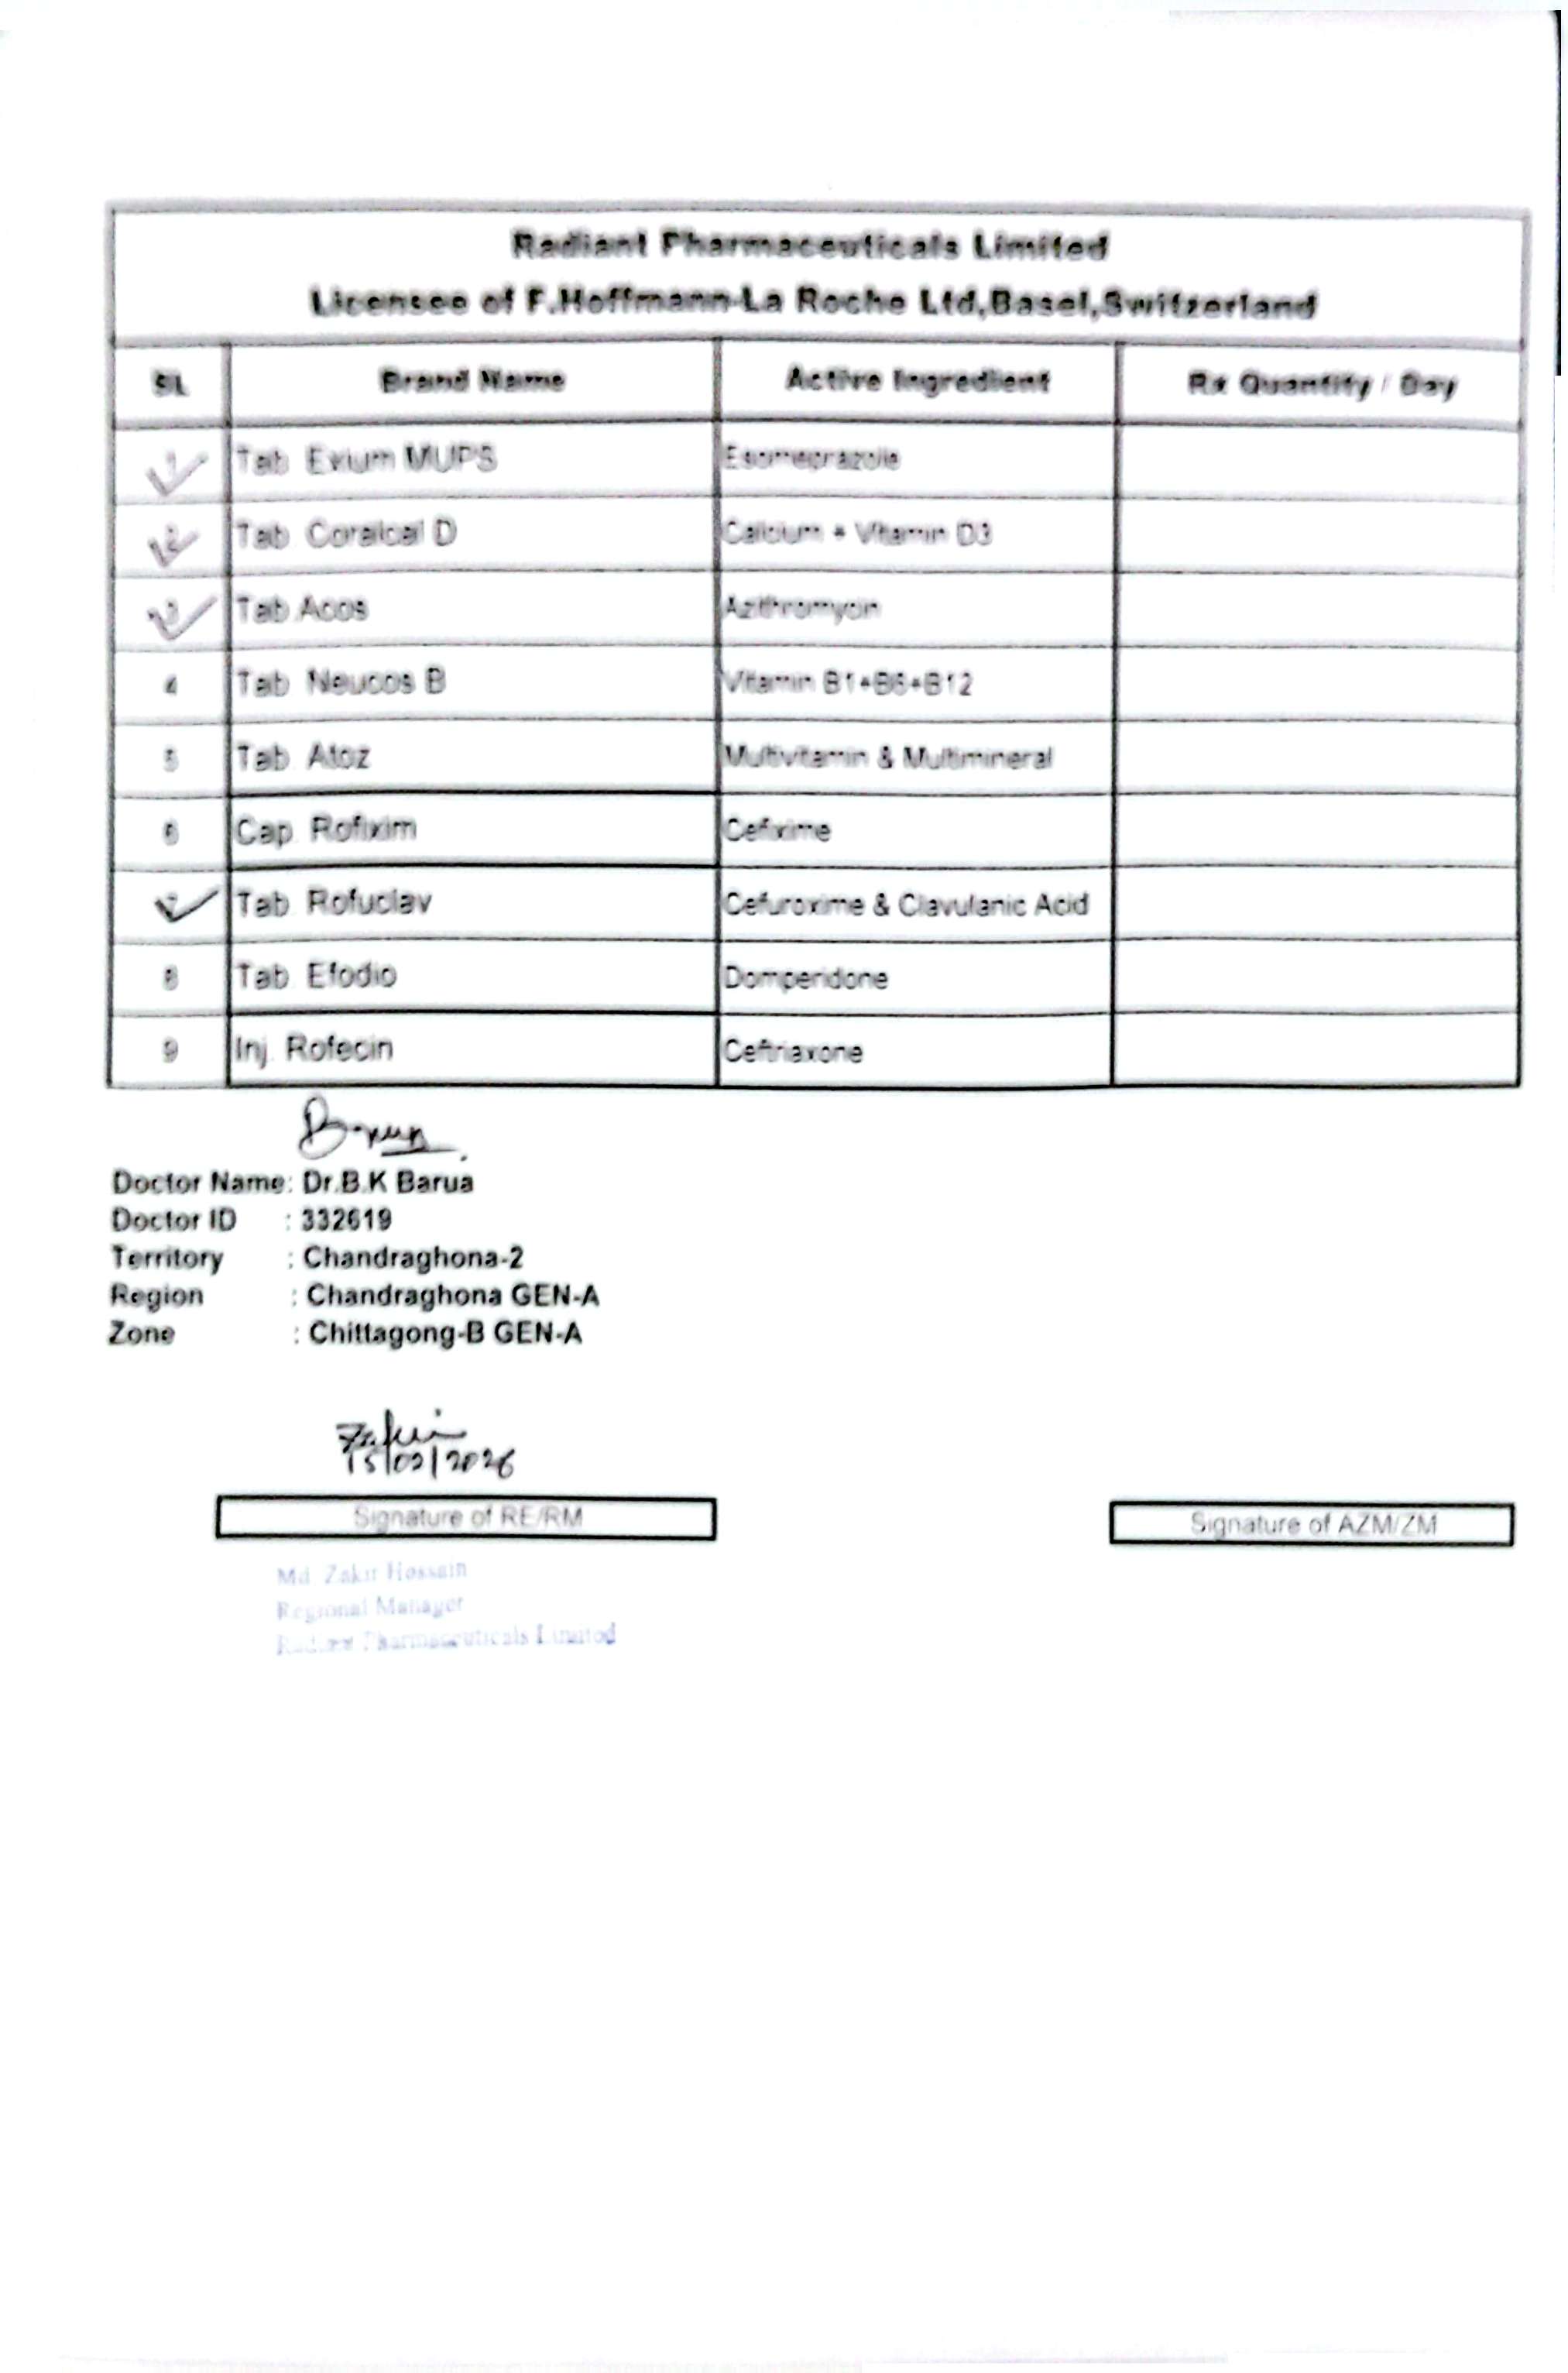 Radiant Pharmaceuticals Limited
Licensee of F.Hoffmann-La Roche Ltd,Basel,Switzerland
SL Brand Name Active Ingredient Rx Quantity / Day
1 Tab Exium MUPS Esomeprazole
2 Tab Coralcal D Calcium + Vitamin D3
3 Tab Acos Azithromycin
4 Tab Neucos B Vitamin B1+B6+B12
5 Tab Atoz Multivitamin & Multimineral
6 Cap. Rofixim Cefixime
7 Tab Rofuclav Cefuroxime & Clavulanic Acid
8 Tab Efodio Domperidone
9 Inj. Rofecin Ceftriaxone
Barua
Doctor Name: Dr.B.K Barua
Doctor ID : 332619
Territory : Chandraghona-2
Region : Chandraghona GEN-A
Zone : Chittagong-B GEN-A
Zakir
15/02/2026
Signature of RE/RM Signature of AZM/ZM
Md. Zakir Hossain
Regional Manager
Radiant Pharmaceuticals Limited